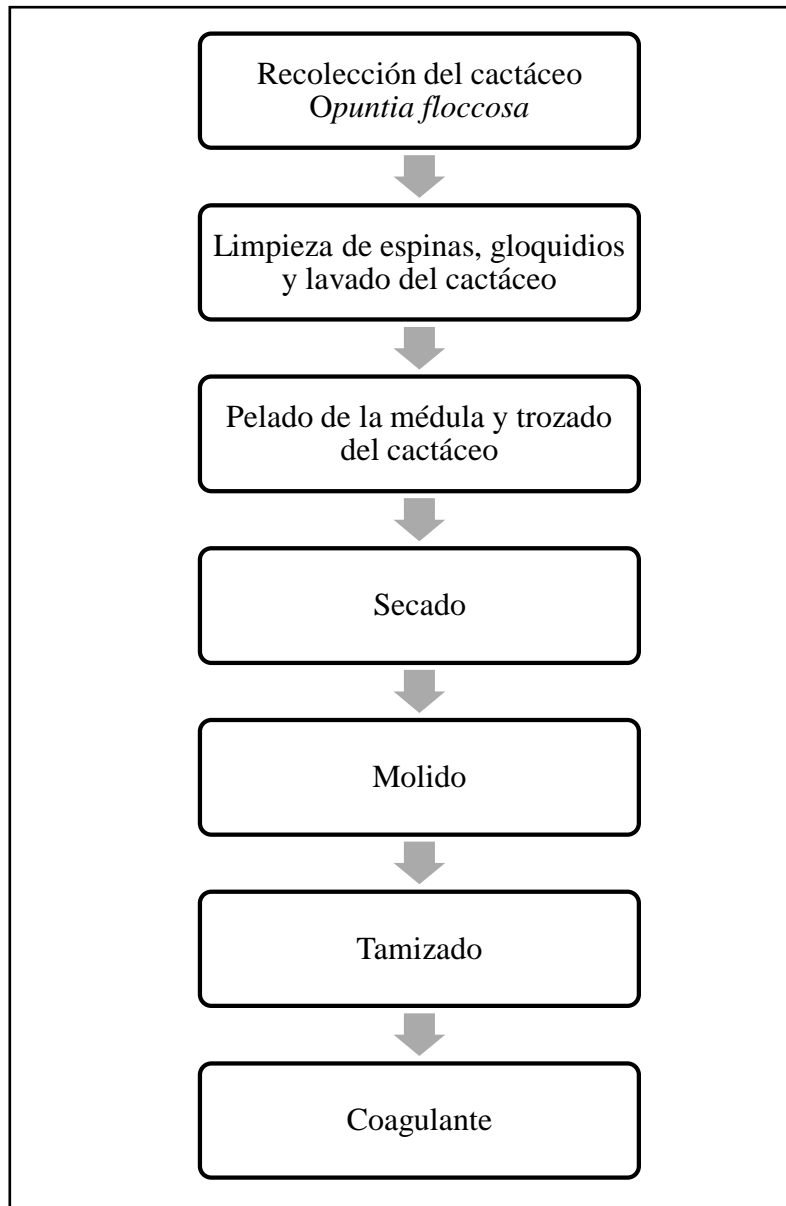 Recolección del cactáceo
Opuntia floccosa
Limpieza de espinas, gloquidios
y lavado del cactáceo
Pelado de la médula y trozado
del cactáceo
Secado
Molido
Tamizado
Coagulante